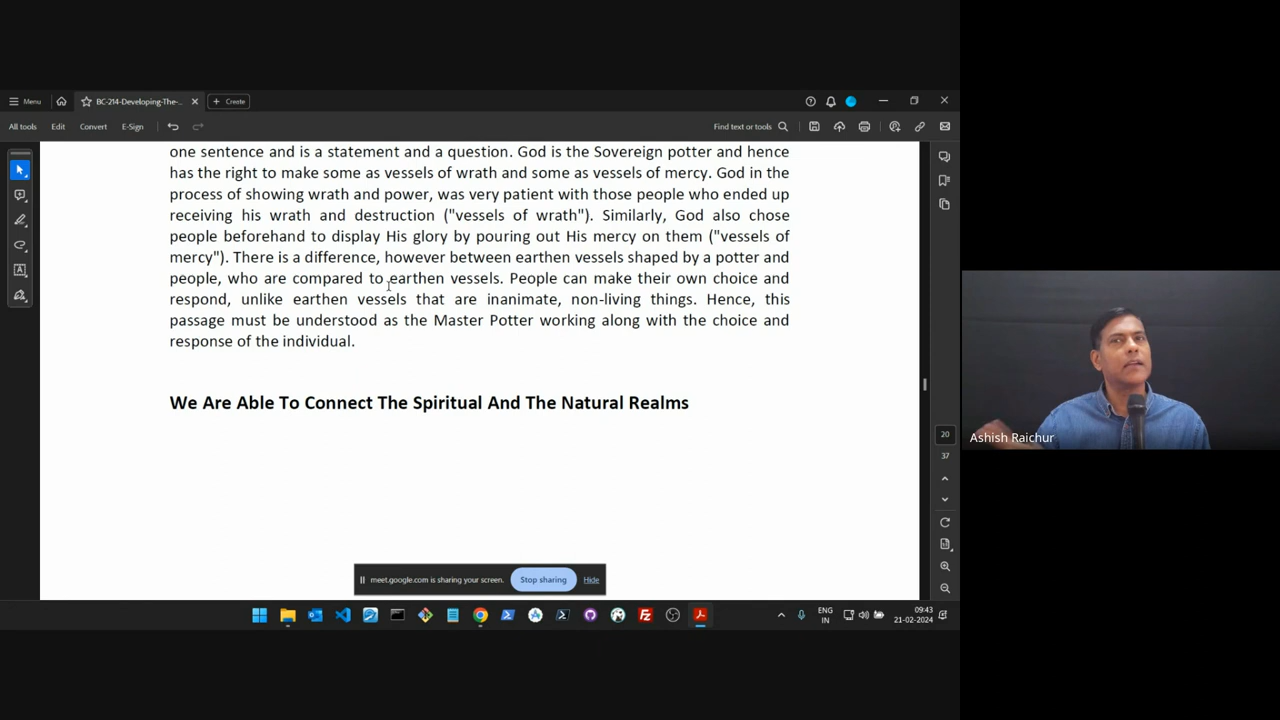 Menu
BC-214-Developing-The-...
Create
All tools
Edit
Convert
E-Sign
Find text or tools
one sentence and is a statement and a question. God is the Sovereign potter and hence
has the right to make some as vessels of wrath and some as vessels of mercy. God in the
process of showing wrath and power, was very patient with those people who ended up
receiving his wrath and destruction ("vessels of wrath"). Similarly, God also chose
people beforehand to display His glory by pouring out His mercy on them ("vessels of
mercy"). There is a difference, however between earthen vessels shaped by a potter and
people, who are compared to earthen vessels. People can make their own choice and
respond, unlike earthen vessels that are inanimate, non-living things. Hence, this
passage must be understood as the Master Potter working along with the choice and
response of the individual.
We Are Able To Connect The Spiritual And The Natural Realms
20
37
Ashish Raichur
meet.google.com is sharing your screen.
Stop sharing
Hide
ENG
IN
09:43
21-02-2024